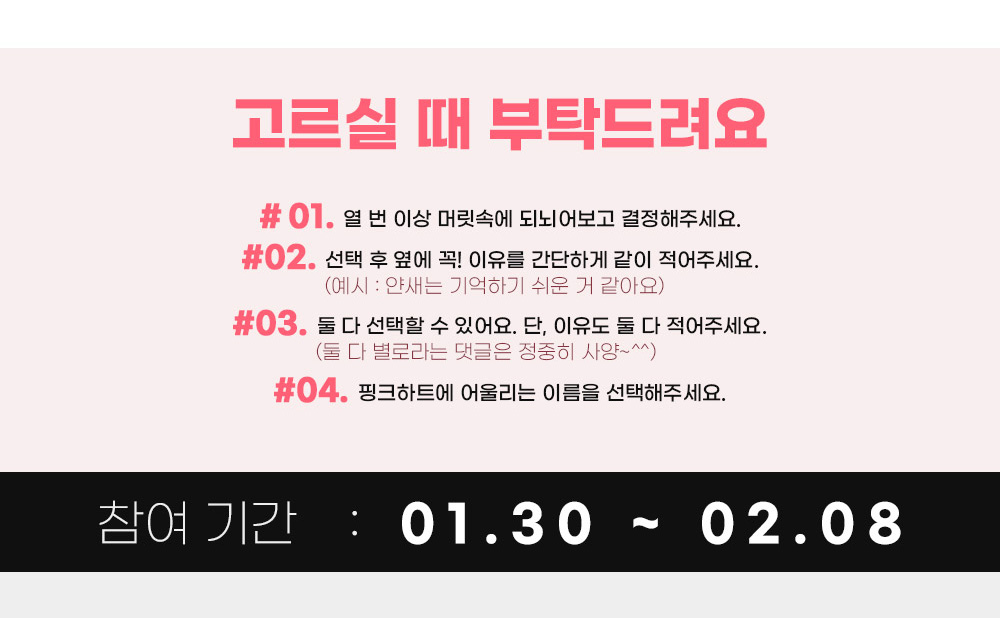 고르실 때 부탁드려요
# 01. 열 번 이상 머릿속에 되뇌어보고 결정해주세요.
#02. 선택 후 옆에 꼭! 이유를 간단하게 같이 적어주세요.
(예시 : 얀새는 기억하기 쉬운 거 같아요)
#03. 둘 다 선택할 수 있어요. 단, 이유도 둘 다 적어주세요.
(둘 다 별로라는 댓글은 정중히 사양~^^)
#04. 핑크하트에 어울리는 이름을 선택해주세요.
참여 기간 : 01.30 ~ 02.08